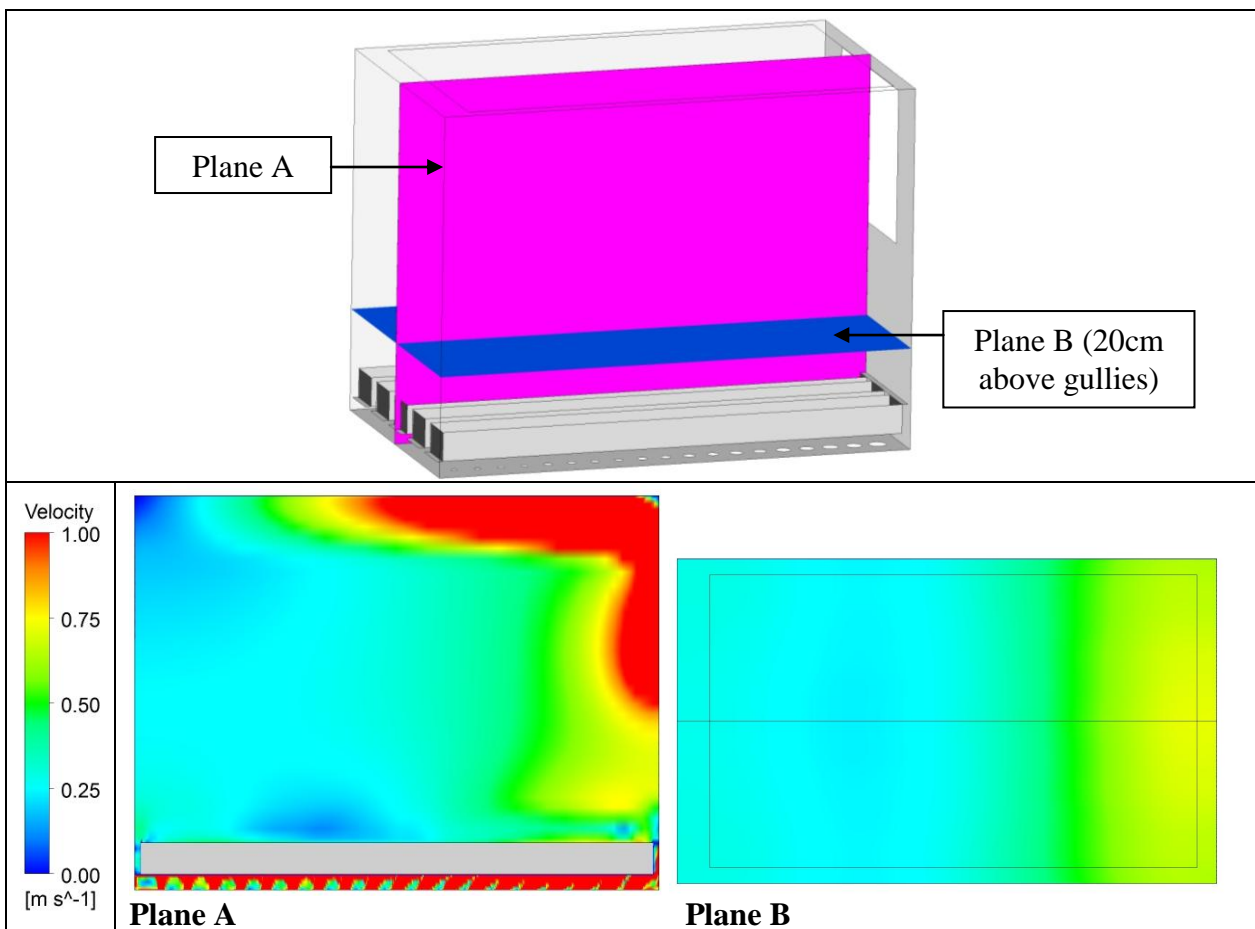 Plane A
Plane B (20cm
above gullies)
Velocity
1.00
0.75
0.50
0.25
0.00
[m s^-1]
Plane A
Plane B